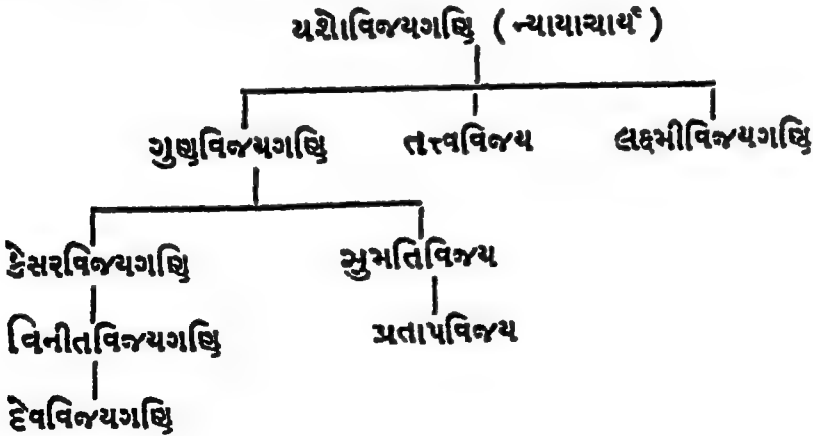 યશોવિજયગણિ ( ન્યાયાચાર્ય )
ગુણવિજયગણિ તત્ત્વવિજય લક્ષ્મીવિજયગણિ
કેસરવિજયગણિ સુમતિવિજય
વિનીતવિજયગણિ પ્રતાપવિજય
દેવવિજયગણિ